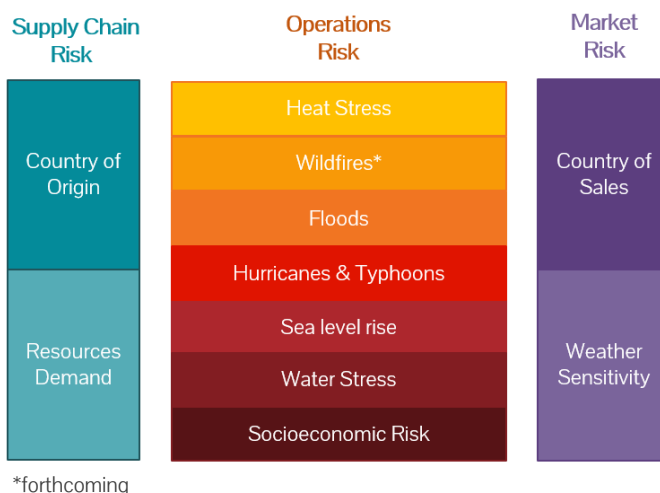 Supply Chain
Risk
Operations
Risk
Market
Risk
Country of
Origin
Resources
Demand
Heat Stress
Wildfires*
Floods
Hurricanes & Typhoons
Sea level rise
Water Stress
Socioeconomic Risk
Country of
Sales
Weather
Sensitivity
*forthcoming